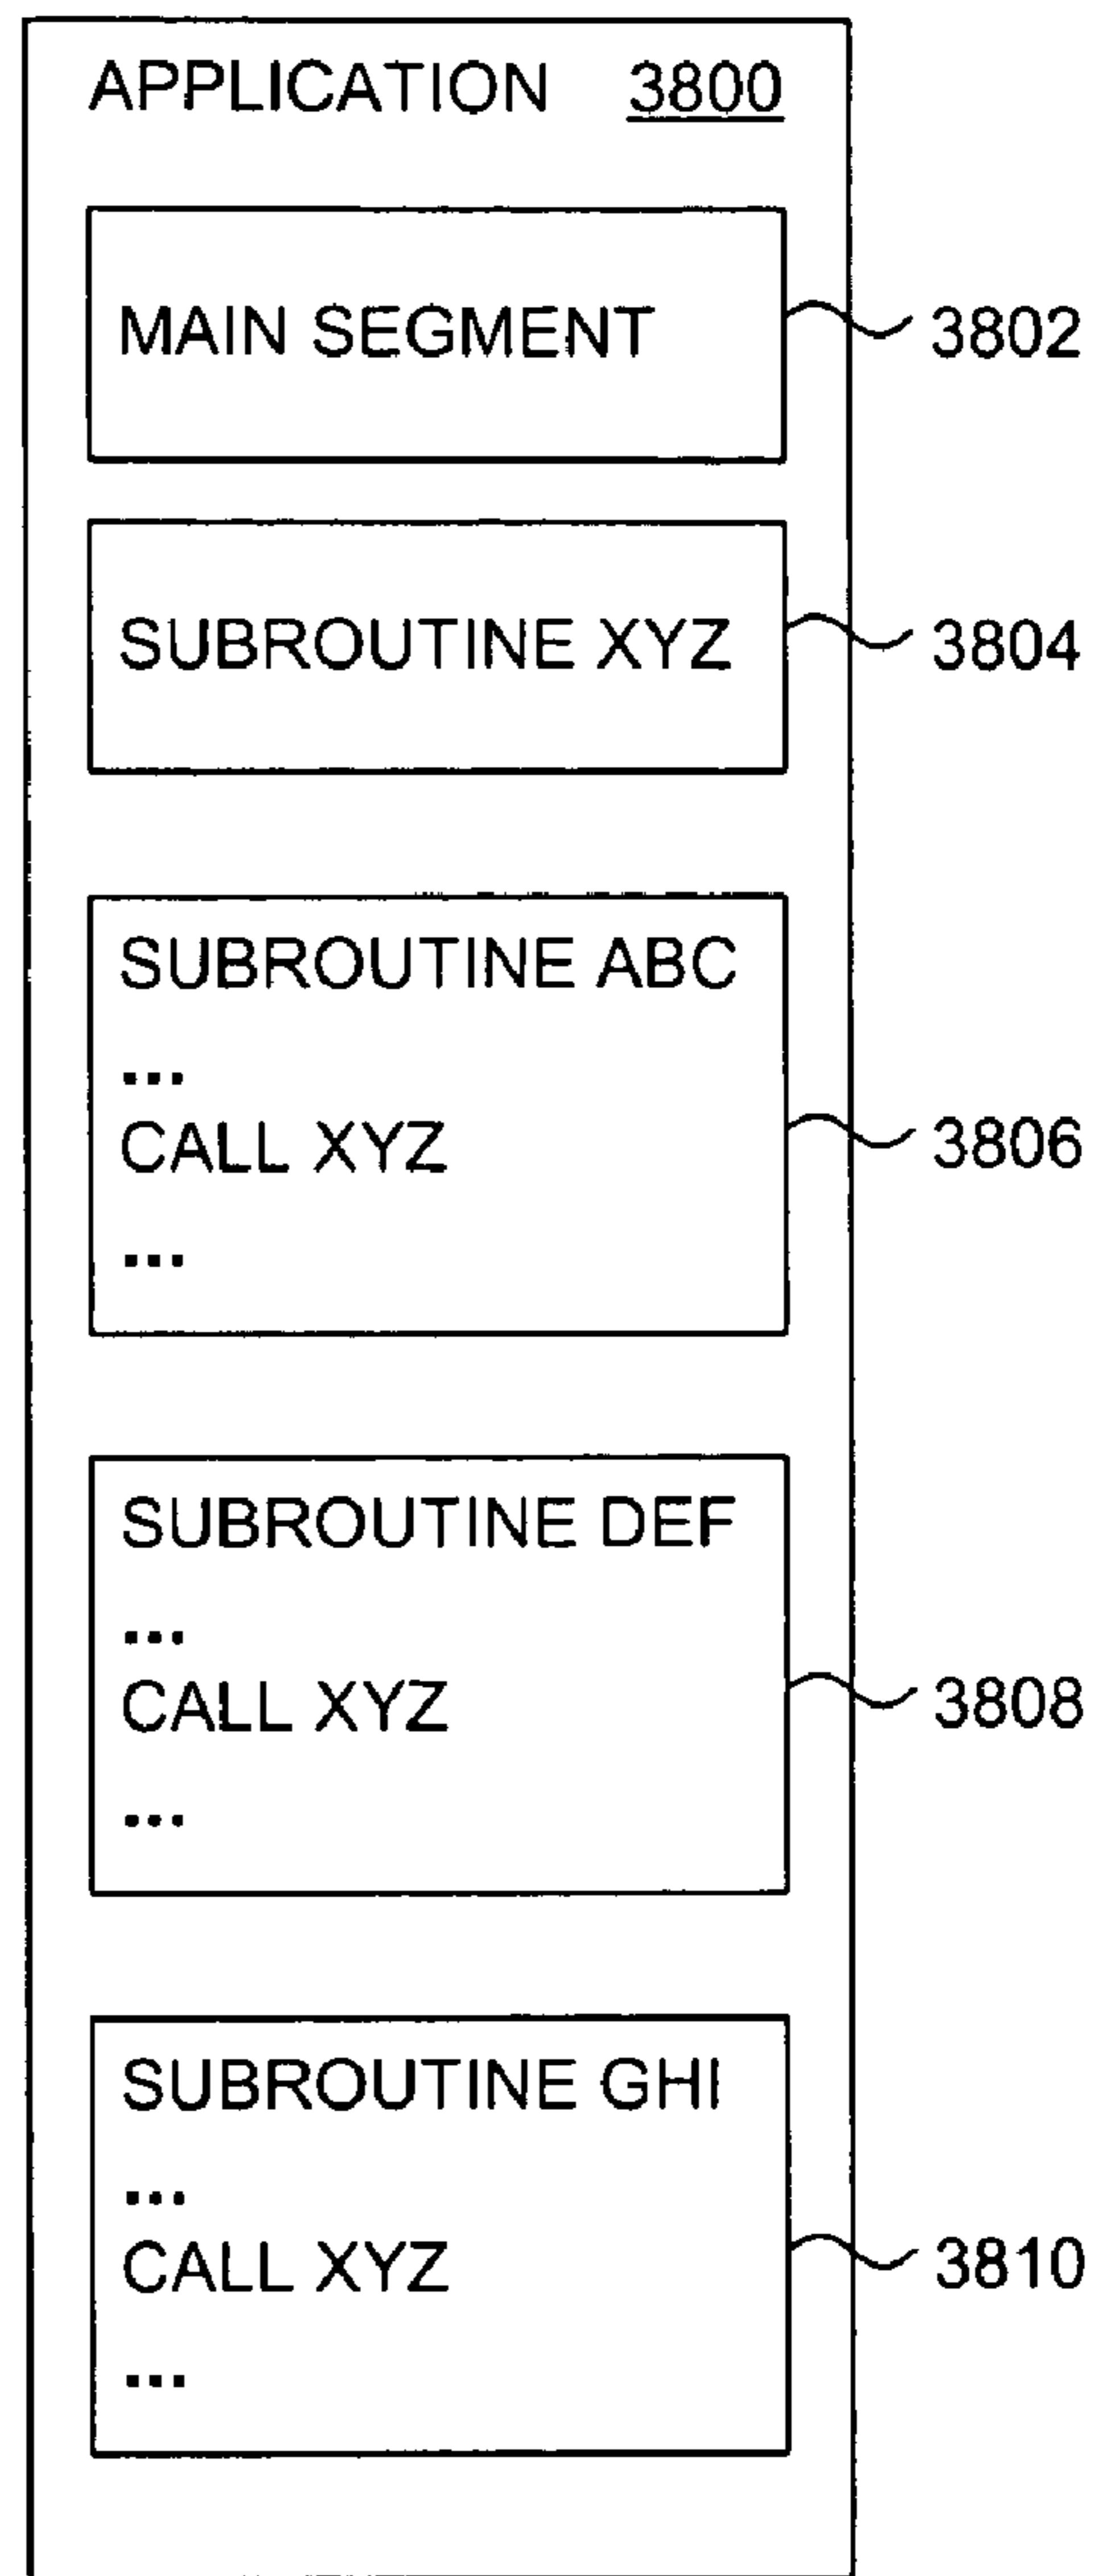 APPLICATION 3800
MAIN SEGMENT
3802
SUBROUTINE XYZ
3804
SUBROUTINE ABC
...
CALL XYZ
3806
...
SUBROUTINE DEF
...
CALL XYZ
3808
...
SUBROUTINE GHI
...
CALL XYZ
3810
...